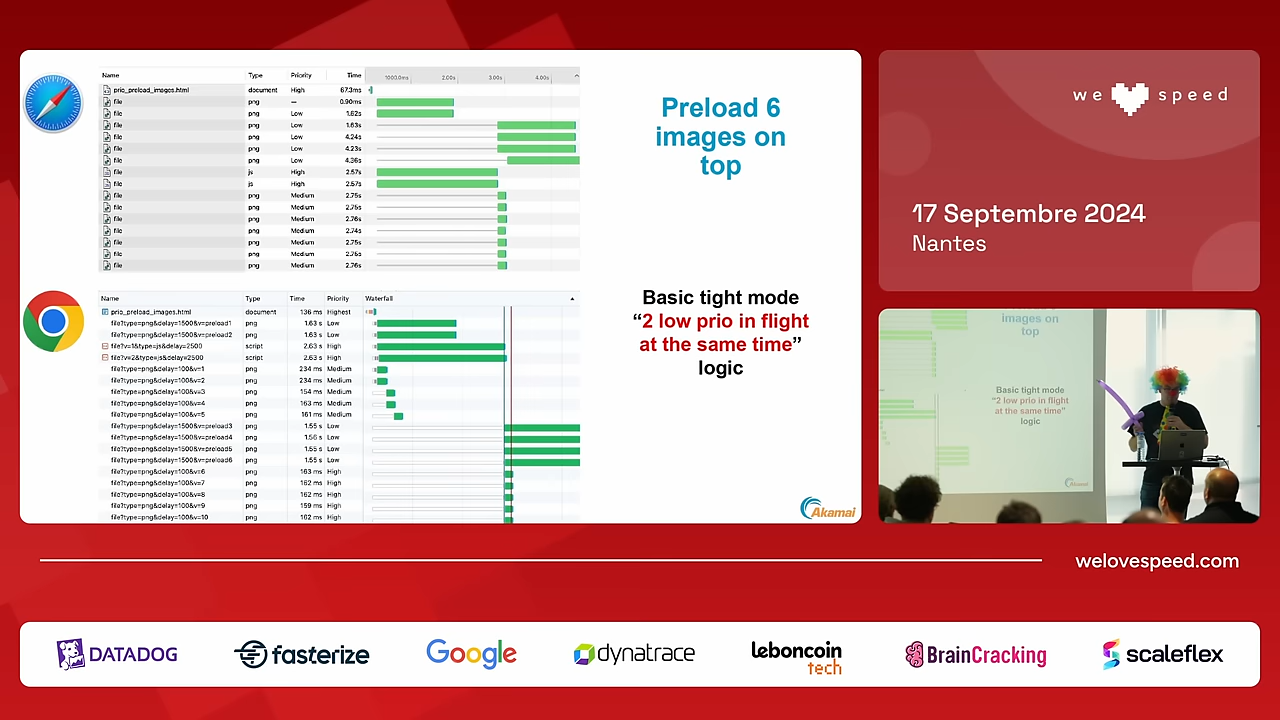 Name Type Priority Time 1000.0ms 2.00s 3.00s 4.00s
prio_preload_images.html document High 67.3ms
file png — 0.90ms
file png Low 1.62s
file png Low 1.63s
file png Low 4.24s
file png Low 4.23s
file png Low 4.36s
file js High 2.57s
file js High 2.57s
file png Medium 2.75s
file png Medium 2.75s
file png Medium 2.76s
file png Medium 2.74s
file png Medium 2.75s
file png Medium 2.75s
file png Medium 2.76s
Preload 6
images on
top
Name Type Time Priority Waterfall
prio_preload_images.html document 136 ms Highest
file?type=png&delay=1500&v=preload1 png 1.63 s Low
file?type=png&delay=1500&v=preload2 png 1.63 s Low
file?v=1&type=js&delay=2500 script 2.63 s High
file?v=2&type=js&delay=2500 script 2.63 s High
file?type=png&delay=100&v=1 png 234 ms Medium
file?type=png&delay=100&v=2 png 234 ms Medium
file?type=png&delay=100&v=3 png 154 ms Medium
file?type=png&delay=100&v=4 png 163 ms Medium
file?type=png&delay=100&v=5 png 161 ms Medium
file?type=png&delay=1500&v=preload3 png 1.55 s Low
file?type=png&delay=1500&v=preload4 png 1.56 s Low
file?type=png&delay=1500&v=preload5 png 1.55 s Low
file?type=png&delay=1500&v=preload6 png 1.55 s Low
file?type=png&delay=100&v=6 png 163 ms High
file?type=png&delay=100&v=7 png 162 ms High
file?type=png&delay=100&v=8 png 162 ms High
file?type=png&delay=100&v=9 png 159 ms High
file?type=png&delay=100&v=10 png 162 ms High
Basic tight mode
“2 low prio in flight
at the same time”
logic
Akamai
we speed
17 Septembre 2024
Nantes
images on
top
Basic tight mode
“2 low prio in flight
at the same time”
logic
Akamai
welovespeed.com
DATADOG
fasterize
Google
dynatrace
leboncoin
tech
BrainCracking
scaleflex